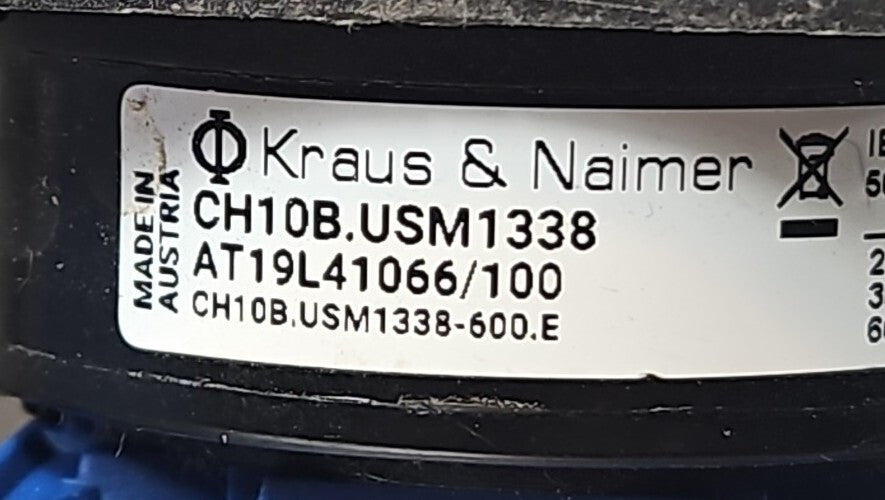 MADE IN
AUSTRIA
Kraus & Naimer
CH10B.USM1338
AT19L41066/100
CH10B.USM1338-600.E